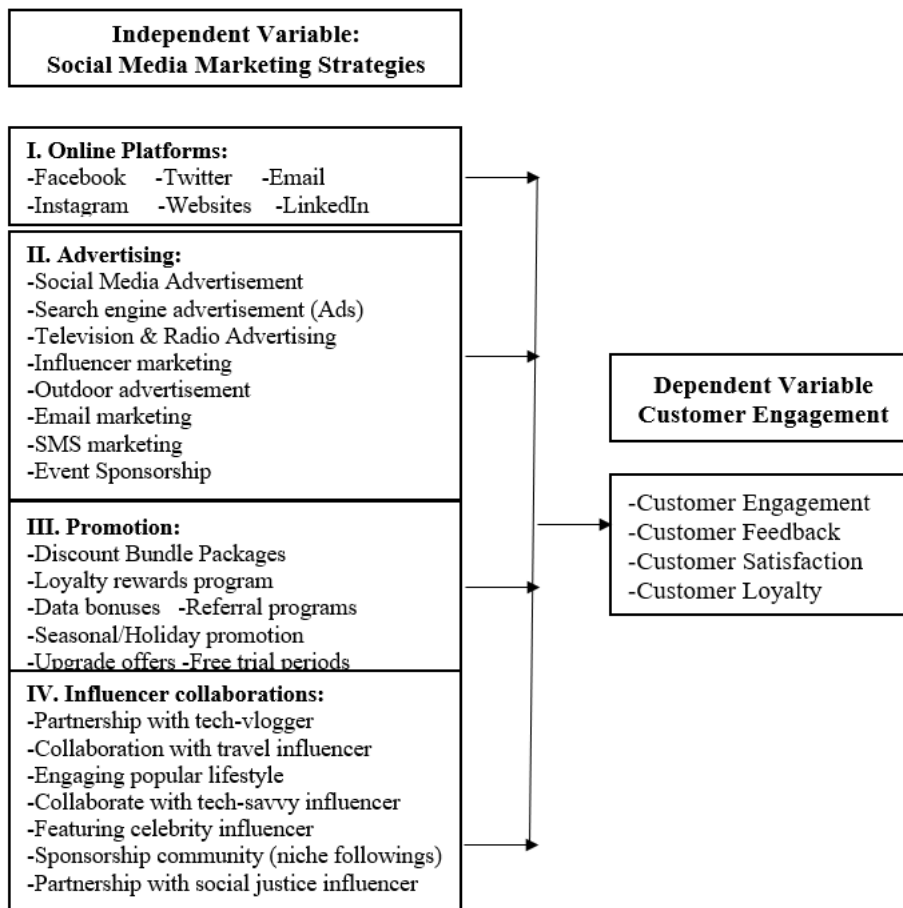 Independent Variable:
Social Media Marketing Strategies
I. Online Platforms:
-Facebook -Twitter -Email
-Instagram -Websites -LinkedIn
II. Advertising:
-Social Media Advertisement
-Search engine advertisement (Ads)
-Television & Radio Advertising
-Influencer marketing
-Outdoor advertisement
-Email marketing
-SMS marketing
-Event Sponsorship
III. Promotion:
-Discount Bundle Packages
-Loyalty rewards program
-Data bonuses -Referral programs
-Seasonal/Holiday promotion
-Upgrade offers -Free trial periods
IV. Influencer collaborations:
-Partnership with tech-vlogger
-Collaboration with travel influencer
-Engaging popular lifestyle
-Collaborate with tech-savvy influencer
-Featuring celebrity influencer
-Sponsorship community (niche followings)
-Partnership with social justice influencer
Dependent Variable
Customer Engagement
-Customer Engagement
-Customer Feedback
-Customer Satisfaction
-Customer Loyalty